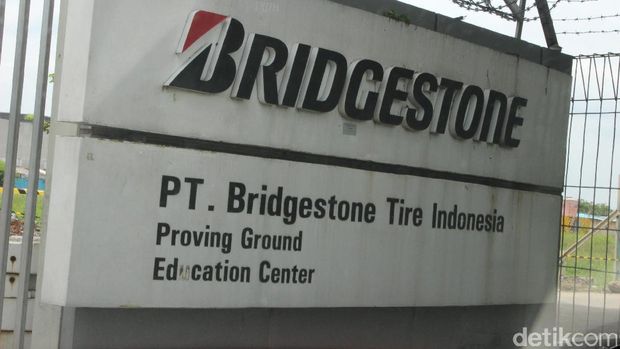 BRIDGESTONE
PT. Bridgestone Tire Indonesia
Proving Ground
Education Center
detikcom